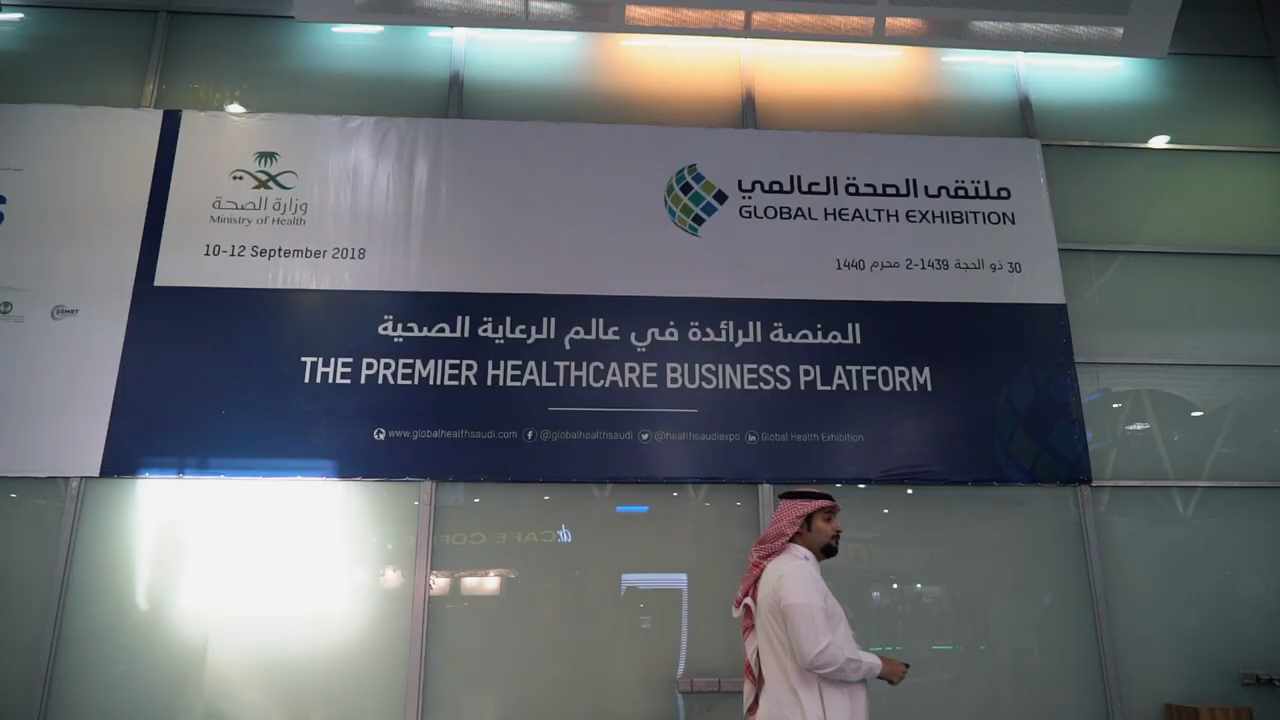 وزارة الصحة
Ministry of Health
10-12 September 2018
ملتقى الصحة العالمي
GLOBAL HEALTH EXHIBITION
30 ذو الحجة 1439-2 محرم 1440
المنصة الرائدة في عالم الرعاية الصحية
THE PREMIER HEALTHCARE BUSINESS PLATFORM
www.globalhealthsaudi.com @globalhealthsaudi @healthsaudiexpo Global Health Exhibition